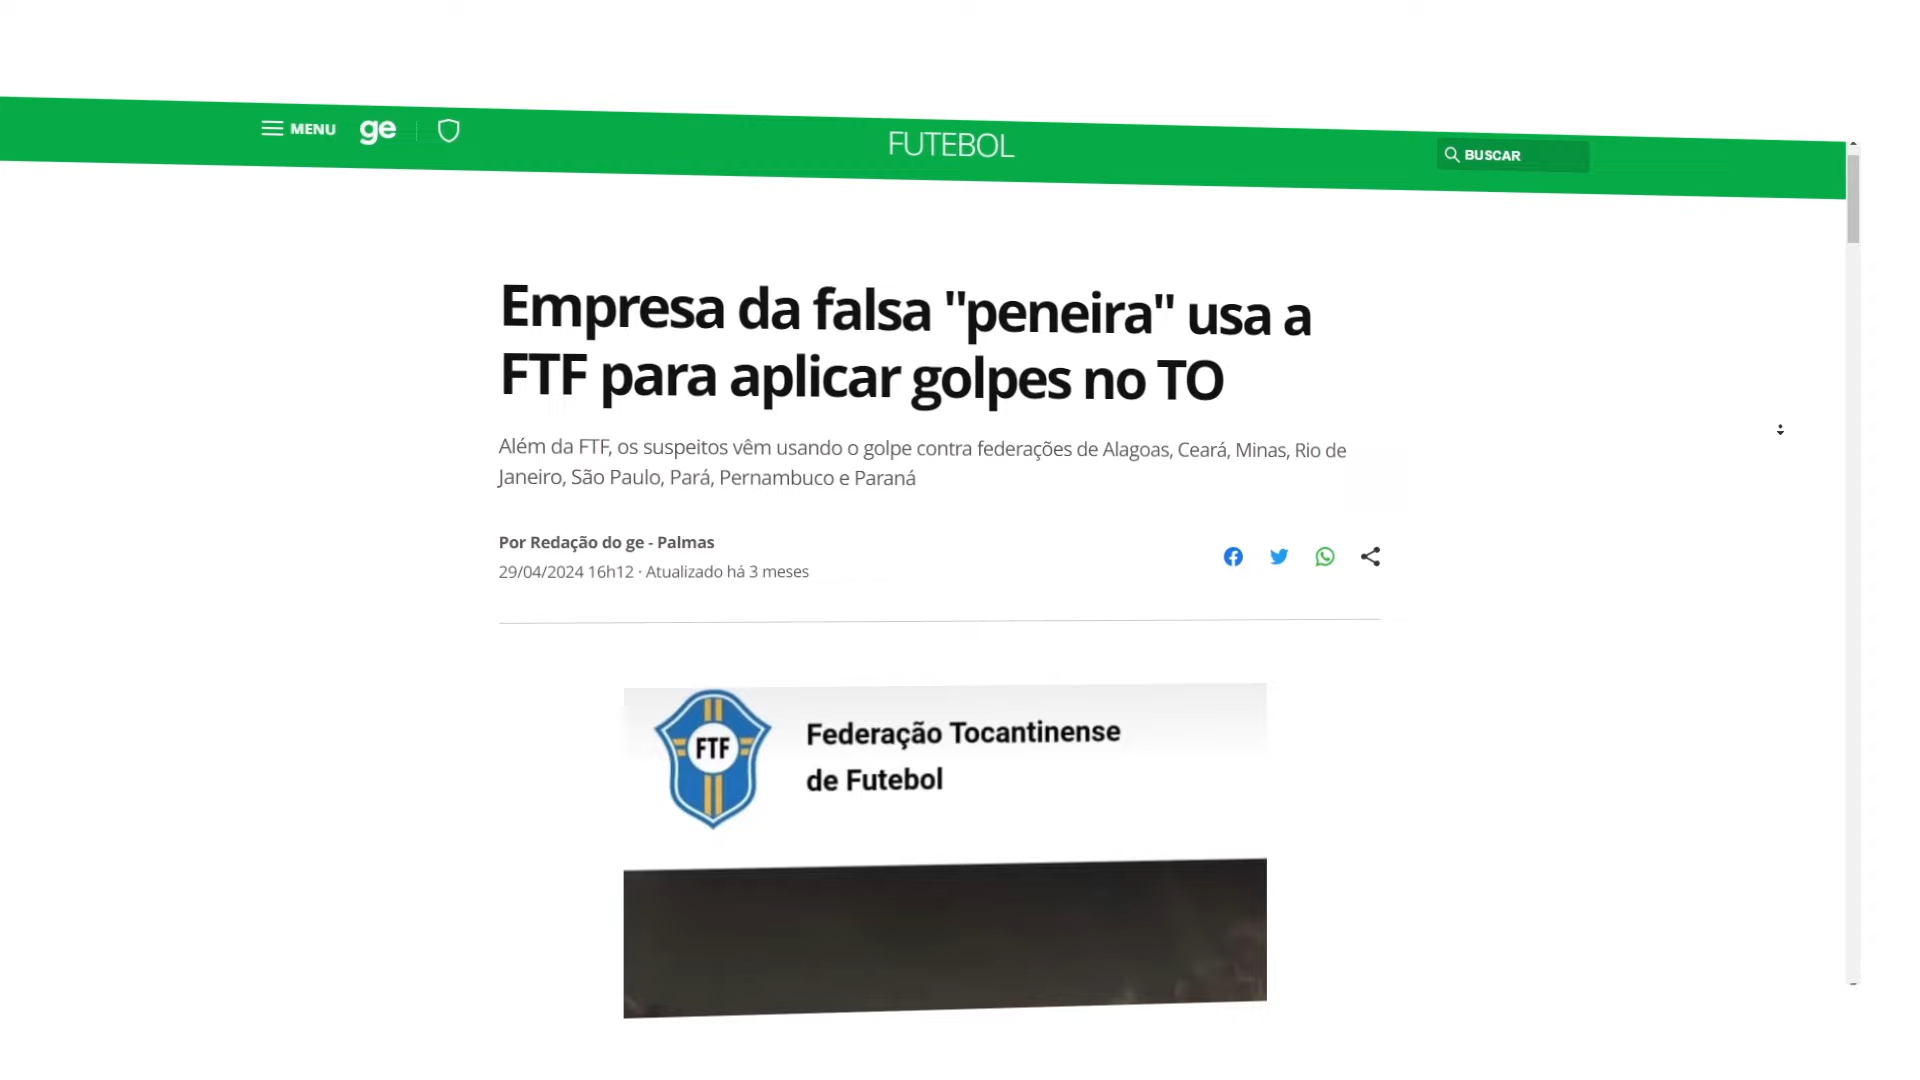 MENU ge FUTEBOL BUSCAR
Empresa da falsa "peneira" usa a
FTF para aplicar golpes no TO
Além da FTF, os suspeitos vêm usando o golpe contra federações de Alagoas, Ceará, Minas, Rio de
Janeiro, São Paulo, Pará, Pernambuco e Paraná
Por Redação do ge - Palmas
29/04/2024 16h12 · Atualizado há 3 meses
FTF
Federação Tocantinense
de Futebol